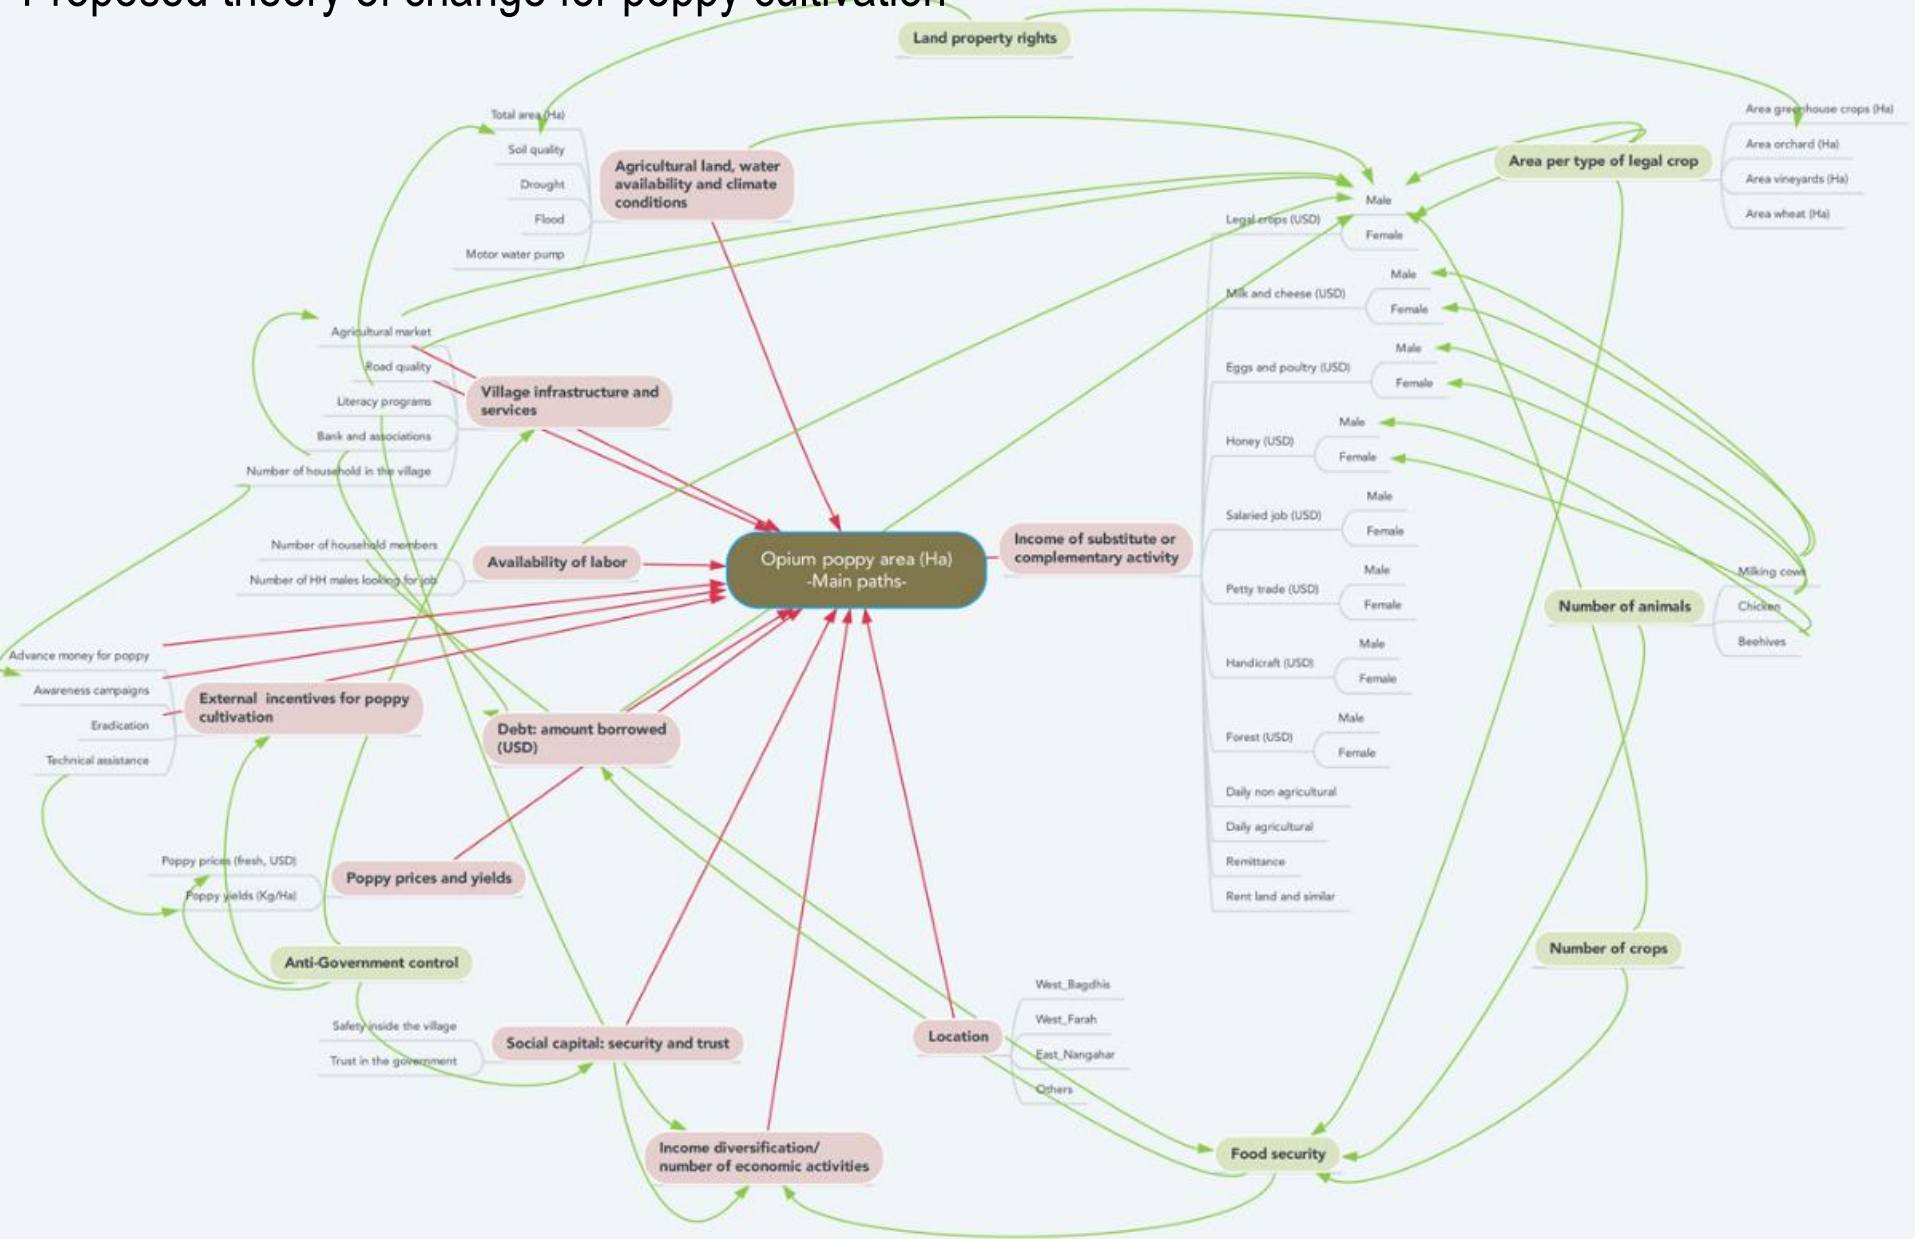 Proposed theory of change for poppy cultivation
Land property rights
Total area (Ha)
Soil quality
Drought
Flood
Motor water pump
Agricultural land, water
availability and climate
conditions
Area per type of legal crop
Area greenhouse crops (Ha)
Area orchard (Ha)
Area vineyards (Ha)
Area wheat (Ha)
Agricultural market
Road quality
Literacy programs
Bank and associations
Number of household in the village
Village infrastructure and
services
Number of household members
Number of HH males looking for job
Availability of labor
Opium poppy area (Ha)
-Main paths-
Income of substitute or
complementary activity
Legal crops (USD)
Male
Female
Milk and cheese (USD)
Male
Female
Eggs and poultry (USD)
Male
Female
Honey (USD)
Male
Female
Salaried job (USD)
Male
Female
Petty trade (USD)
Male
Female
Handicraft (USD)
Male
Female
Forest (USD)
Male
Female
Daily non agricultural
Daily agricultural
Remittance
Rent land and similar
Number of animals
Milking cows
Chicken
Beehives
Advance money for poppy
Awareness campaigns
Eradication
Technical assistance
External incentives for poppy
cultivation
Debt: amount borrowed
(USD)
Poppy prices (fresh, USD)
Poppy yields (Kg/Ha)
Poppy prices and yields
Anti-Government control
Number of crops
Safety inside the village
Trust in the government
Social capital: security and trust
Location
West_Bagdhis
West_Farah
East_Nangahar
Others
Income diversification/
number of economic activities
Food security